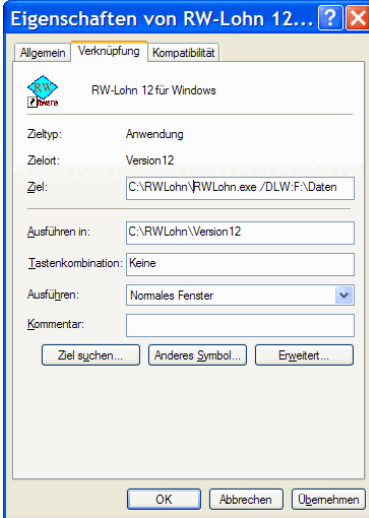 Eigenschaften von RW-Lohn 12...
Allgemein Verknüpfung Kompatibilität
RW
RW-Lohn 12 für Windows
Zieltyp: Anwendung
Zielort: Version12
Ziel: C:\RWLohn\RWLohn.exe /DLW:F:\Daten
Ausführen in: C:\RWLohn\Version12
Tastenkombination: Keine
Ausführen: Normales Fenster
Kommentar:
Ziel suchen... Anderes Symbol... Erweitert...
OK Abbrechen Übernehmen